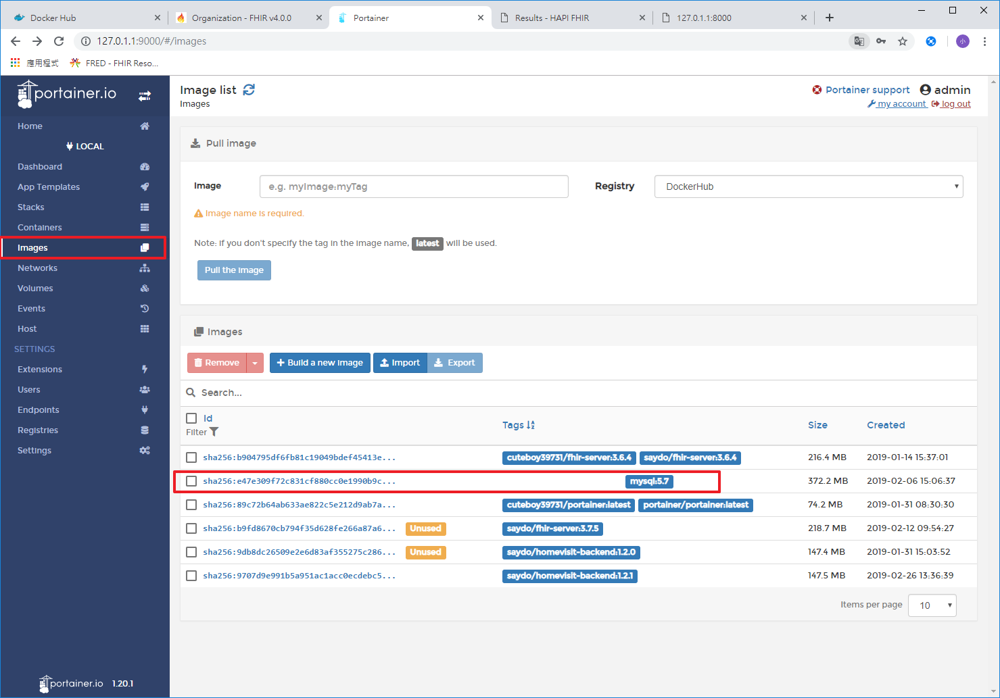 Docker Hub
Organization - FHIR v4.0.0
Portainer
Results - HAPI FHIR
127.0.1.1:8000
127.0.1.1:9000/#/images
小
應用程式
FRED - FHIR Reso...
portainer.io
Home
LOCAL
Dashboard
App Templates
Stacks
Containers
Images
Networks
Volumes
Events
Host
SETTINGS
Extensions
Users
Endpoints
Registries
Settings
portainer.io 1.20.1
Image list
Images
Portainer support
admin
my account
log out
Pull image
Image
e.g. myImage:myTag
Registry
DockerHub
Image name is required.
Note: if you don't specify the tag in the image name, latest will be used.
Pull the image
Images
Remove
Build a new image
Import
Export
Search...
Id
Filter
Tags
Size
Created
sha256:b904795df6fb81c19049bdef45413e... cuteboy39731/fhir-server:3.6.4 saydo/fhir-server:3.6.4 216.4 MB 2019-01-14 15:37:01
sha256:e47e309f72c831cf880cc0e1990b9c... mysql:5.7 372.2 MB 2019-02-06 15:06:37
sha256:89c72b64ab633ae822c5e212d9ab7a... cuteboy39731/portainer:latest portainer/portainer:latest 74.2 MB 2019-01-31 08:30:30
sha256:b9fd8670cb794f35d628fe266a87a6... Unused saydo/fhir-server:3.7.5 218.7 MB 2019-02-12 09:54:27
sha256:9db8dc26509e2e6d83af355275c286... Unused saydo/homevisit-backend:1.2.0 147.4 MB 2019-01-31 15:03:52
sha256:9707d9e991b5a951ac1acc0ecdebc5... saydo/homevisit-backend:1.2.1 147.5 MB 2019-02-26 13:36:39
Items per page
10